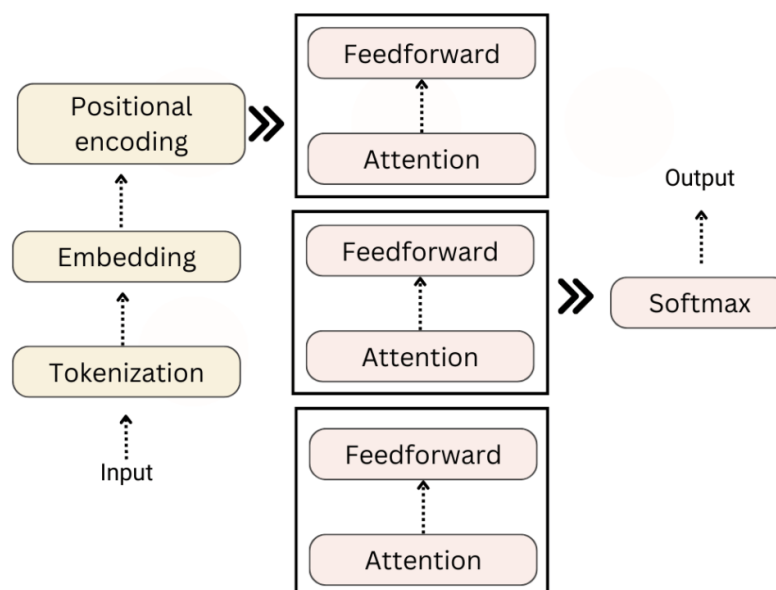 Positional
encoding
Embedding
Tokenization
Input
Feedforward
Attention
Feedforward
Attention
Feedforward
Attention
Output
Softmax